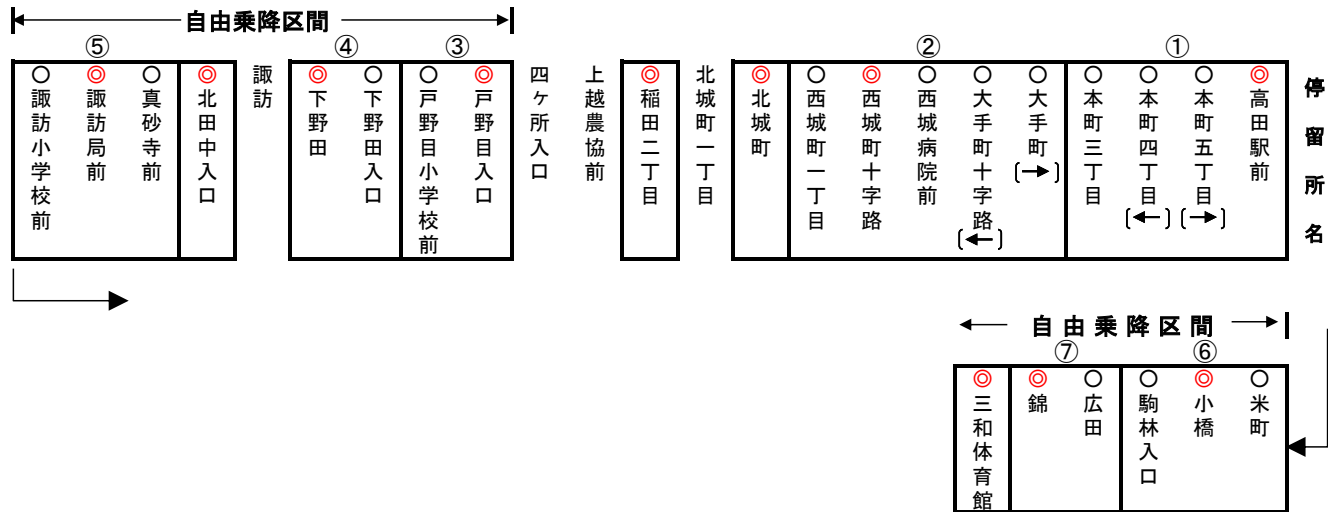 自由乗降区間
⑤
④
③
②
①
停留所名
◎高田駅前
○本町五丁目(→)
○本町四丁目(←)
○本町三丁目
○大手町(→)
○大手町十字路(←)
○西城病院前
◎西城町十字路
○西城町一丁目
◎北城町
北城町一丁目
◎稲田二丁目
上越農協前
四ヶ所入口
◎戸野目入口
○戸野目小学校前
○下野田入口
◎下野田
諏訪
◎北田中入口
○真砂寺前
◎諏訪局前
○諏訪小学校前
自由乗降区間
⑦
⑥
○米町
◎小橋
○駒林入口
○広田
◎錦
◎三和体育館